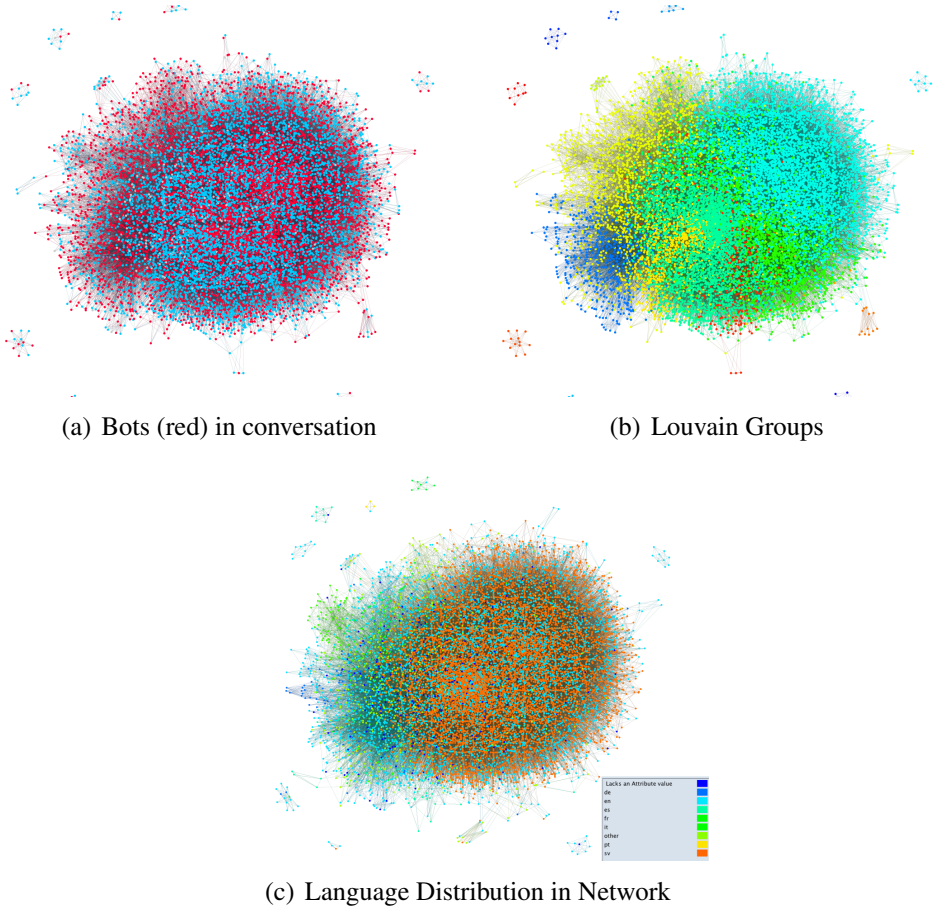 (a) Bots (red) in conversation
(b) Louvain Groups
Lacks an Attribute value
de
en
es
fr
it
other
pt
sv
(c) Language Distribution in Network